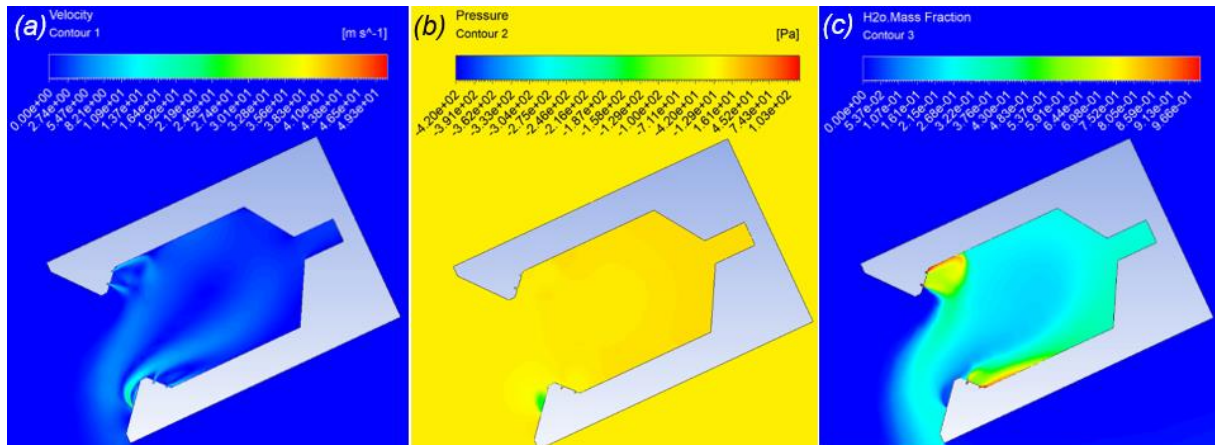 (a)
Velocity
Contour 1
[m s^-1]
0.00e+00
2.74e+00
5.47e+00
8.21e+00
1.09e+01
1.37e+01
1.64e+01
1.92e+01
2.19e+01
2.46e+01
2.74e+01
3.01e+01
3.28e+01
3.56e+01
3.83e+01
4.10e+01
4.38e+01
4.65e+01
4.93e+01
(b)
Pressure
Contour 2
[Pa]
-4.20e+02
-3.91e+02
-3.62e+02
-3.33e+02
-3.04e+02
-2.75e+02
-2.46e+02
-2.16e+02
-1.87e+02
-1.58e+02
-1.29e+02
-1.00e+02
-7.11e+01
-4.20e+01
-1.29e+01
1.61e+01
4.52e+01
7.43e+01
1.03e+02
(c)
H2o.Mass Fraction
Contour 3
0.00e+00
5.37e-02
1.07e-01
1.61e-01
2.15e-01
2.68e-01
3.22e-01
3.76e-01
4.30e-01
4.83e-01
5.37e-01
5.91e-01
6.44e-01
6.98e-01
7.52e-01
8.05e-01
8.59e-01
9.13e-01
9.66e-01